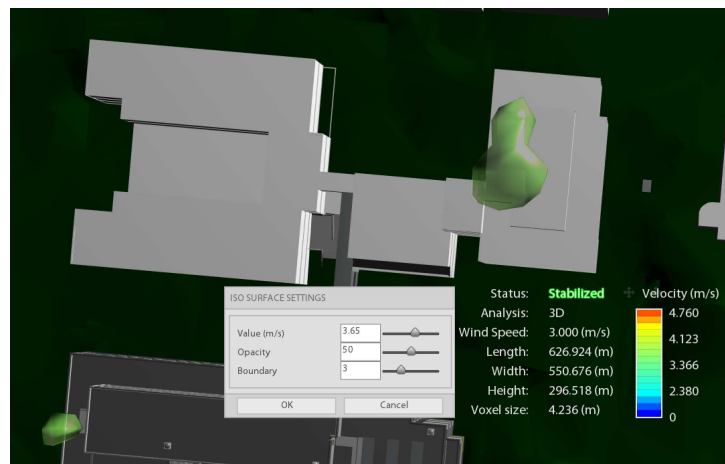 ISO SURFACE SETTINGS
Value (m/s) 3.65
Opacity 50
Boundary 3
OK Cancel
Status: Stabilized
Analysis: 3D
Wind Speed: 3.000 (m/s)
Length: 626.924 (m)
Width: 550.676 (m)
Height: 296.518 (m)
Voxel size: 4.236 (m)
Velocity (m/s)
4.760
4.123
3.366
2.380
0